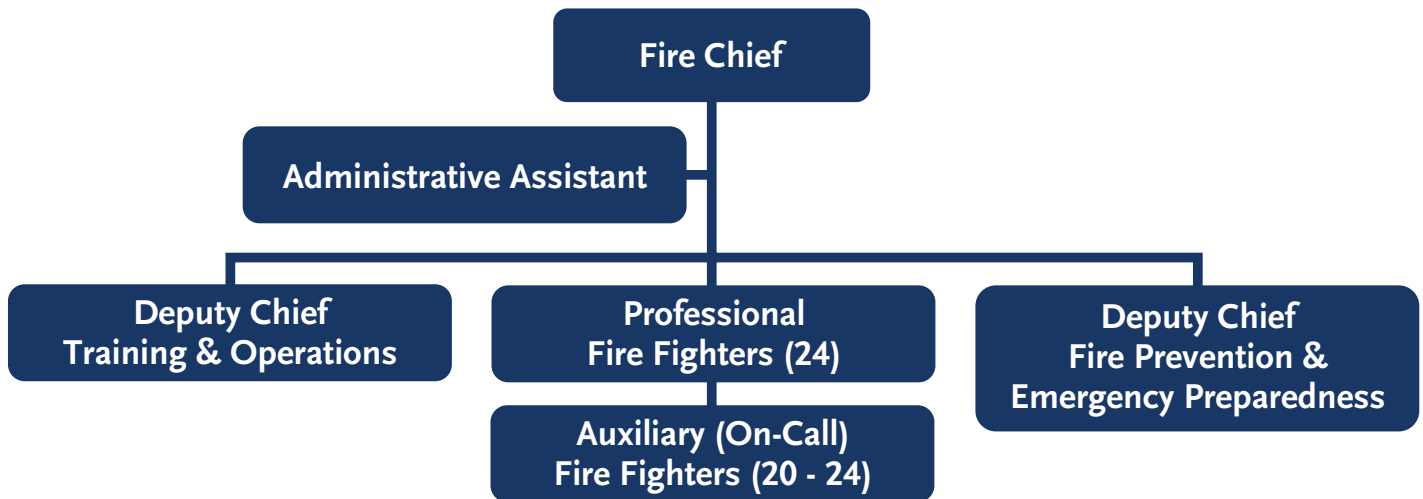 Fire Chief
Administrative Assistant
Deputy Chief
Training & Operations
Professional
Fire Fighters (24)
Deputy Chief
Fire Prevention &
Emergency Preparedness
Auxiliary (On-Call)
Fire Fighters (20 - 24)